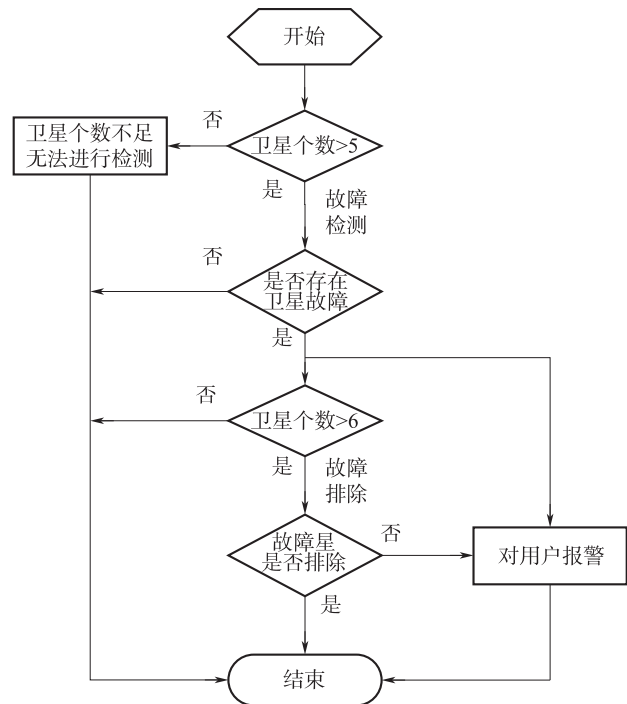 开始
否
卫星个数>5
卫星个数不足
无法进行检测
是
故障
检测
否
是否存在
卫星故障
是
否
卫星个数>6
是
故障
排除
故障星
是否排除
否
对用户报警
是
结束